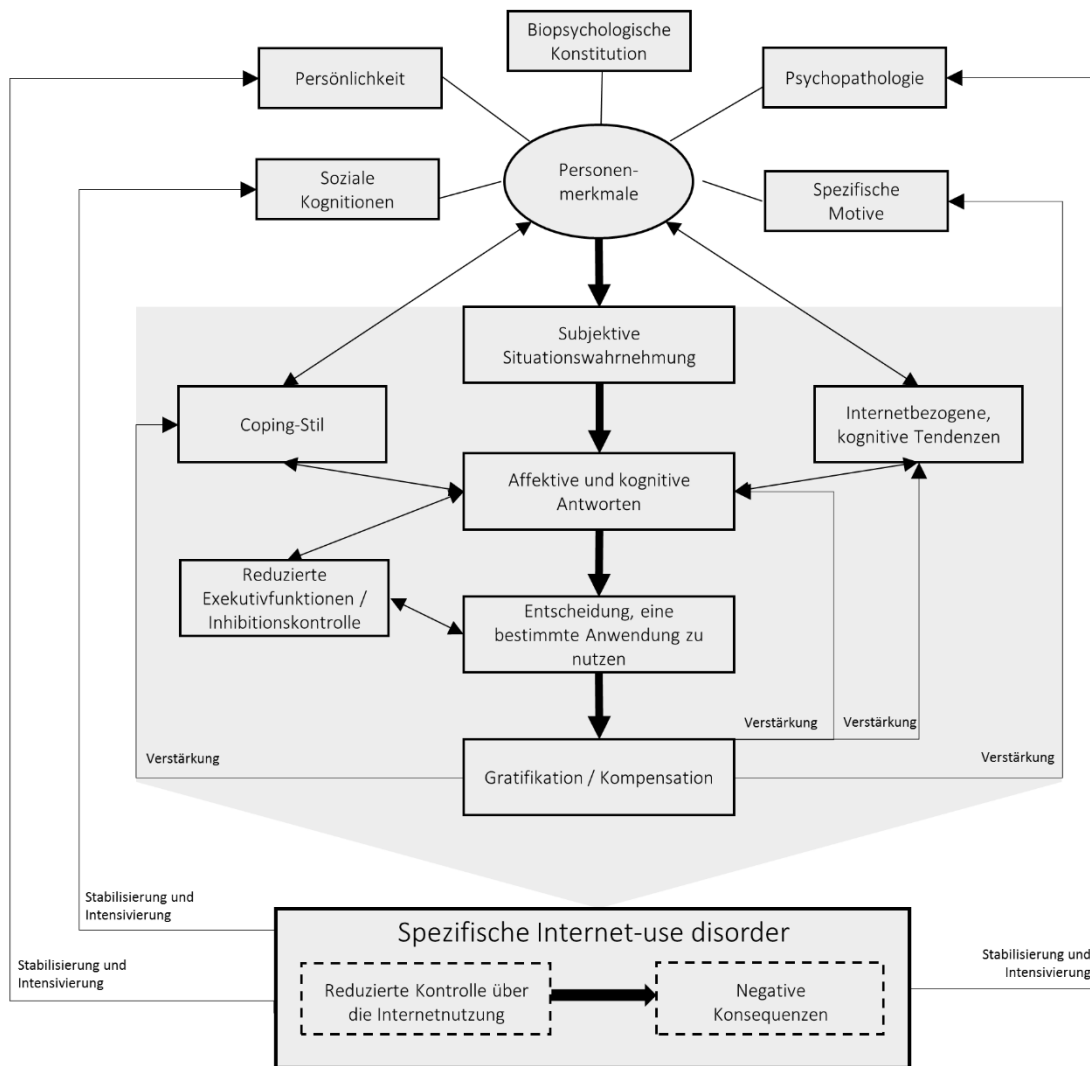 Biopsychologische
Konstitution
Persönlichkeit
Psychopathologie
Soziale
Kognitionen
Personen-
merkmale
Spezifische
Motive
Subjektive
Situationswahrnehmung
Coping-Stil
Internetbezogene,
kognitive Tendenzen
Affektive und kognitive
Antworten
Reduzierte
Exekutivfunktionen /
Inhibitionskontrolle
Entscheidung, eine
bestimmte Anwendung zu
nutzen
Verstärkung
Verstärkung
Verstärkung
Verstärkung
Gratifikation / Kompensation
Stabilisierung und
Intensivierung
Spezifische Internet-use disorder
Stabilisierung und
Intensivierung
Stabilisierung und
Intensivierung
Reduzierte Kontrolle über
die Internetnutzung
Negative
Konsequenzen